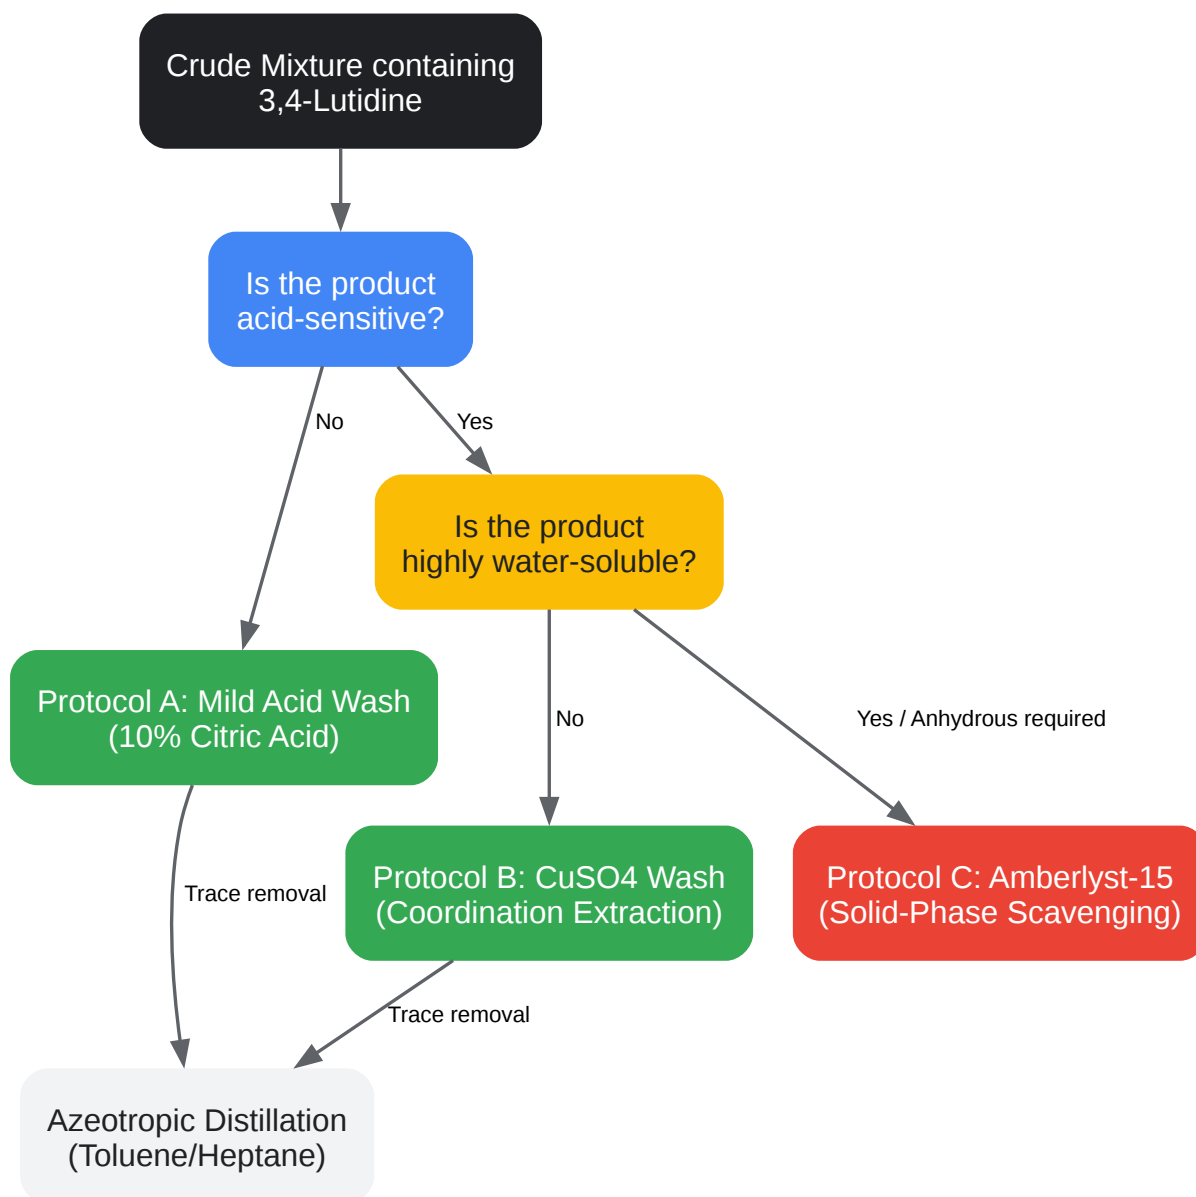 Crude Mixture containing
3,4-Lutidine
Is the product
acid-sensitive?
No
Yes
Is the product
highly water-soluble?
Protocol A: Mild Acid Wash
(10% Citric Acid)
No
Yes / Anhydrous required
Trace removal
Protocol B: CuSO4 Wash
(Coordination Extraction)
Protocol C: Amberlyst-15
(Solid-Phase Scavenging)
Trace removal
Azeotropic Distillation
(Toluene/Heptane)